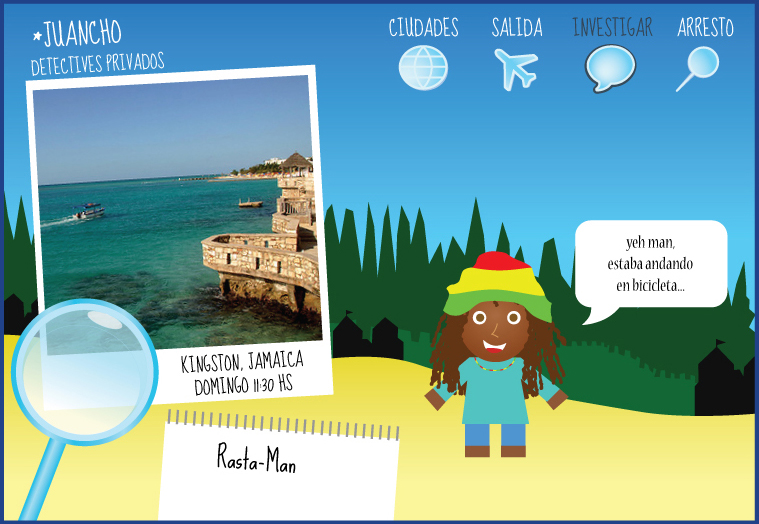 *JUANCHO
DETECTIVES PRIVADOS
CIUDADES
SALIDA
INVESTIGAR
ARRESTO
yeh man,
estaba andando
en bicicleta...
KINGSTON, JAMAICA
DOMINGO 11:30 HS
Rasta-Man